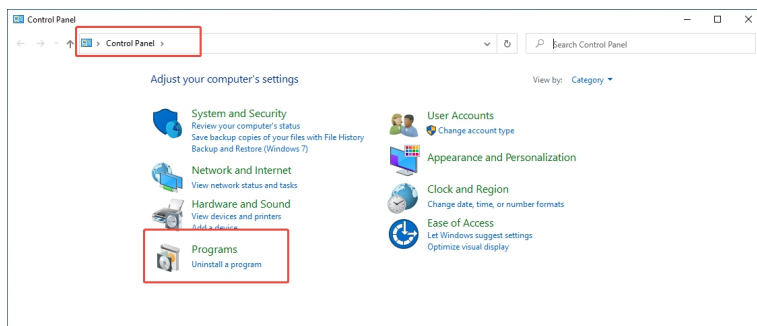 Control Panel
Control Panel
Search Control Panel
Adjust your computer's settings
View by: Category
System and Security
Review your computer's status
Save backup copies of your files with File History
Backup and Restore (Windows 7)
Network and Internet
View network status and tasks
Hardware and Sound
View devices and printers
Add a device
Programs
Uninstall a program
User Accounts
Change account type
Appearance and Personalization
Clock and Region
Change date, time, or number formats
Ease of Access
Let Windows suggest settings
Optimize visual display